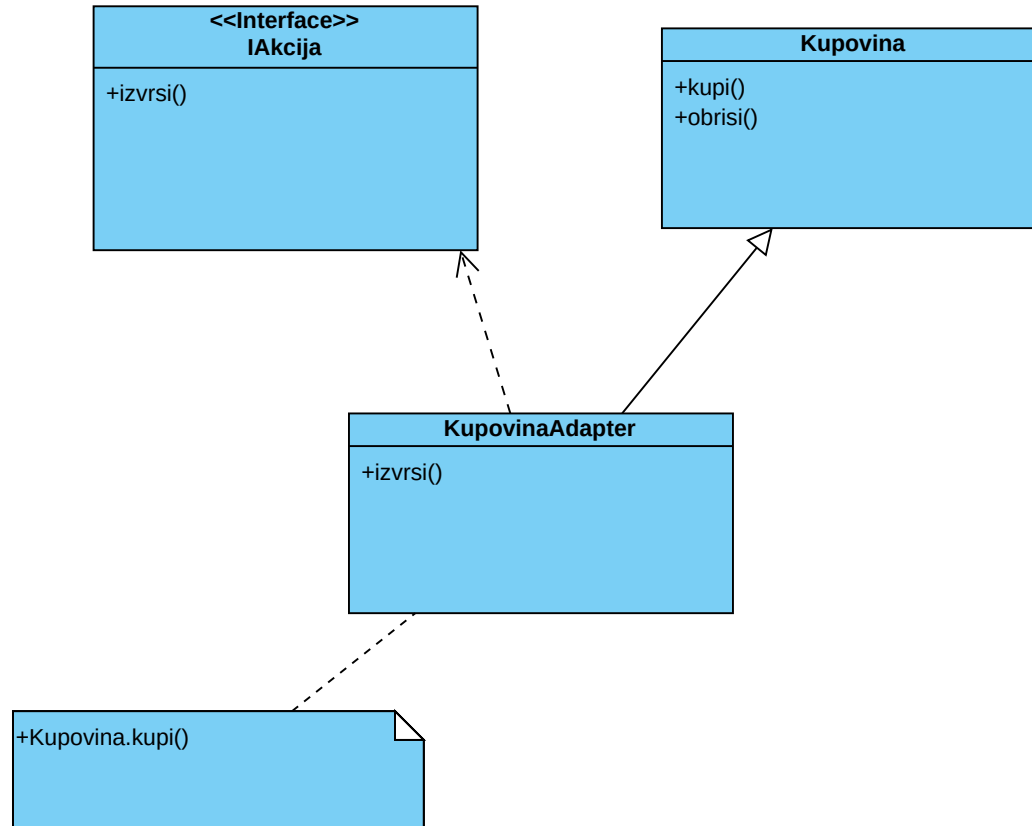 <<Interface>>
IAkcija
+izvrsi()
Kupovina
+kupi()
+obrisi()
KupovinaAdapter
+izvrsi()
+Kupovina.kupi()